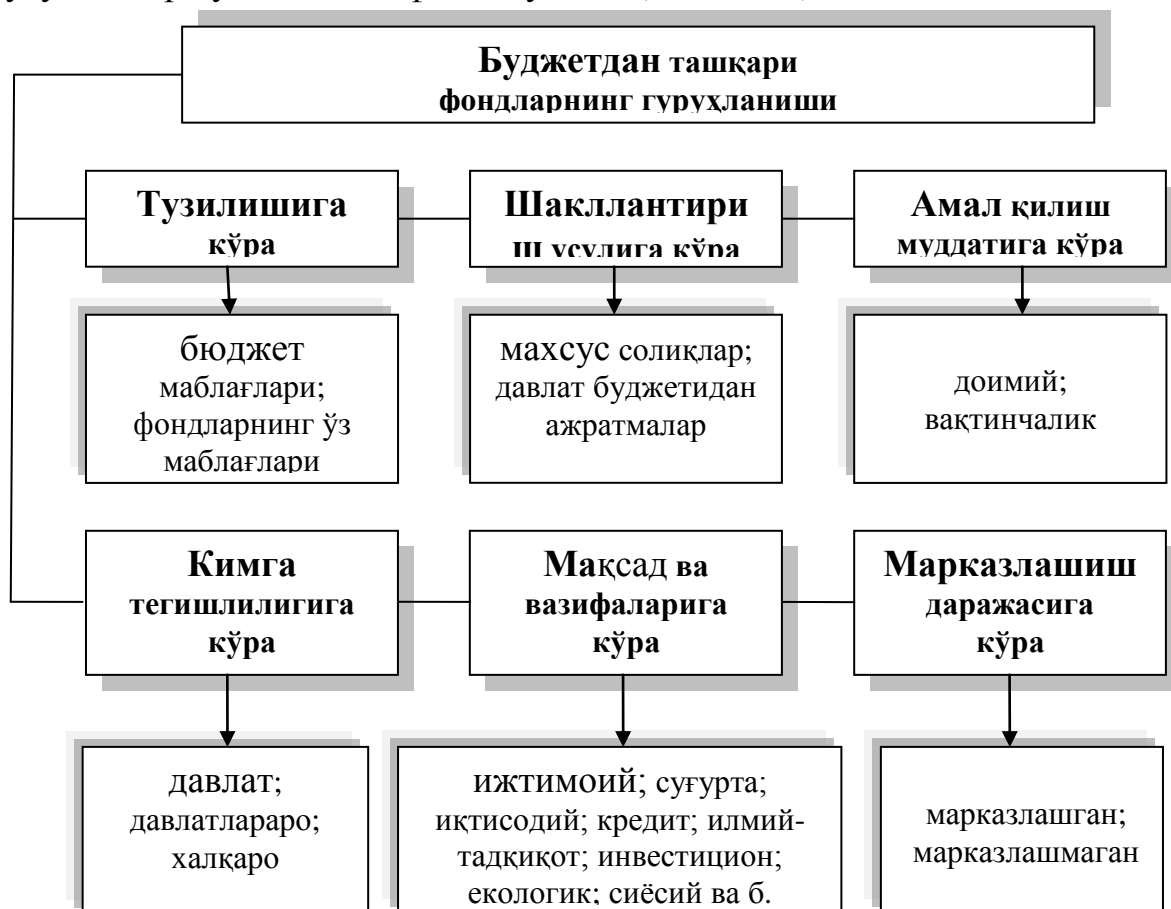 Буджетдан ташқари
фондларнинг гуруҳланиши
Тузилишига
кўра
Шакллантири
ш усулига кўра
Амал қилиш
муддатига кўра
бюджет
маблағлари;
фондларнинг ўз
маблағлари
махсус солиқлар;
давлат буджетидан
ажратмалар
доимий;
вақтинчалик
Кимга
тегишлилигига
кўра
Мақсад ва
вазифаларига
кўра
Марказлашиш
даражасига
кўра
давлат;
давлатлараро;
халқаро
ижтимоий; суғурта;
иқтисодий; кредит; илмий-
тадқиқот; инвестицион;
екологик; сиёсий ва б.
марказлашган;
марказлашмаган